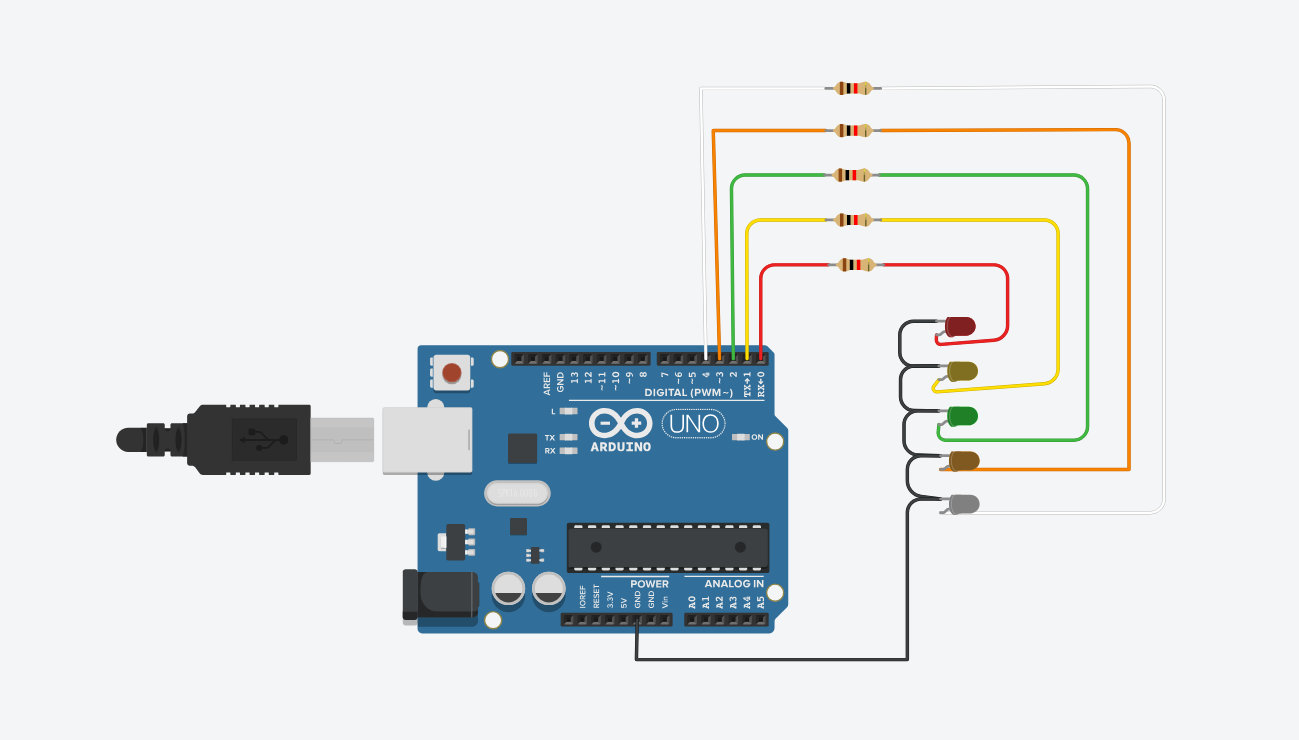 AREF
GND
13
12
~11
~10
~9
8
7
~6
~5
4
~3
2
TX→1
RX←0
DIGITAL (PWM~)
L
TX
RX
ARDUINO
UNO
ON
POWER
ANALOG IN
IOREF
RESET
3.3V
5V
GND
GND
Vin
A0
A1
A2
A3
A4
A5